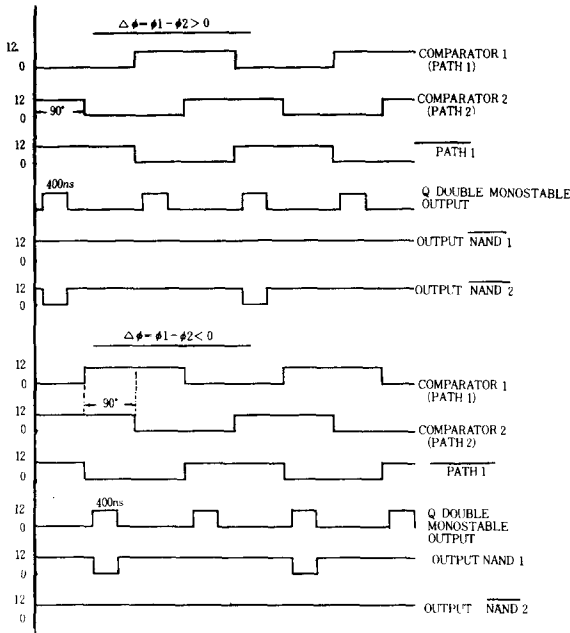 △ϕ=ϕ1-ϕ2>0
12
0
COMPARATOR 1
(PATH 1)
12
0
90°
COMPARATOR 2
(PATH 2)
12
0
PATH 1
400ns
Q DOUBLE MONOSTABLE
OUTPUT
12
0
OUTPUT NAND 1
12
0
OUTPUT NAND 2
△ϕ=ϕ1-ϕ2<0
12
0
COMPARATOR 1
(PATH 1)
90°
12
0
COMPARATOR 2
(PATH 2)
12
0
PATH 1
400ns
12
0
Q DOUBLE
MONOSTABLE
OUTPUT
12
0
OUTPUT NAND 1
12
0
OUTPUT NAND 2